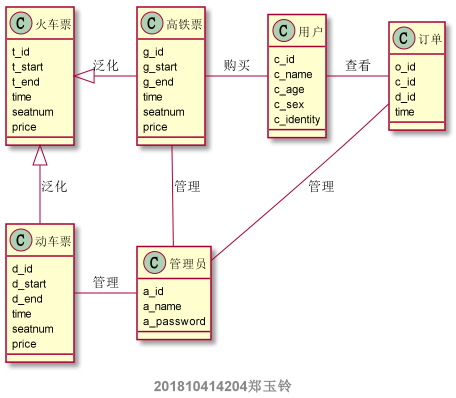 C 火车票
t_id
t_start
t_end
time
seatnum
price
泛化
C 高铁票
g_id
g_start
g_end
time
seatnum
price
购买
C 用户
c_id
c_name
c_age
c_sex
c_identity
查看
C 订单
o_id
c_id
d_id
time
泛化
管理
管理
C 动车票
d_id
d_start
d_end
time
seatnum
price
管理
C 管理员
a_id
a_name
a_password
201810414204郑玉铃